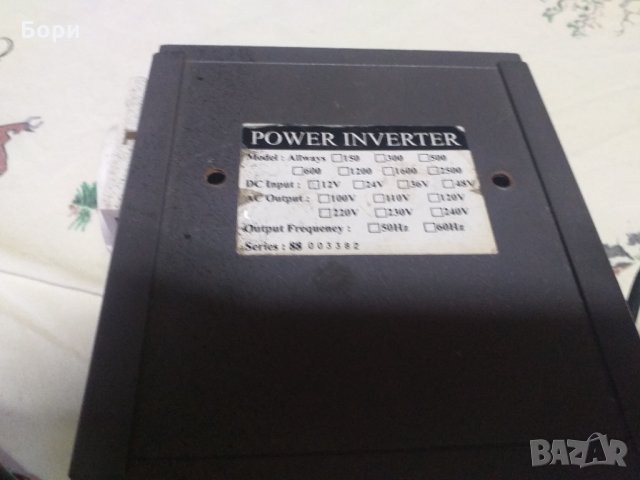 Бори
POWER INVERTER
Model : Allways □150 □300 □500
□600 □1200 □1600 □2500
DC Input : □12V □24V □36V □48V
AC Output : □100V □110V □120V
□220V □230V □240V
Output Frequency : □50Hz □60Hz
Series : 88 003382
BAZAR